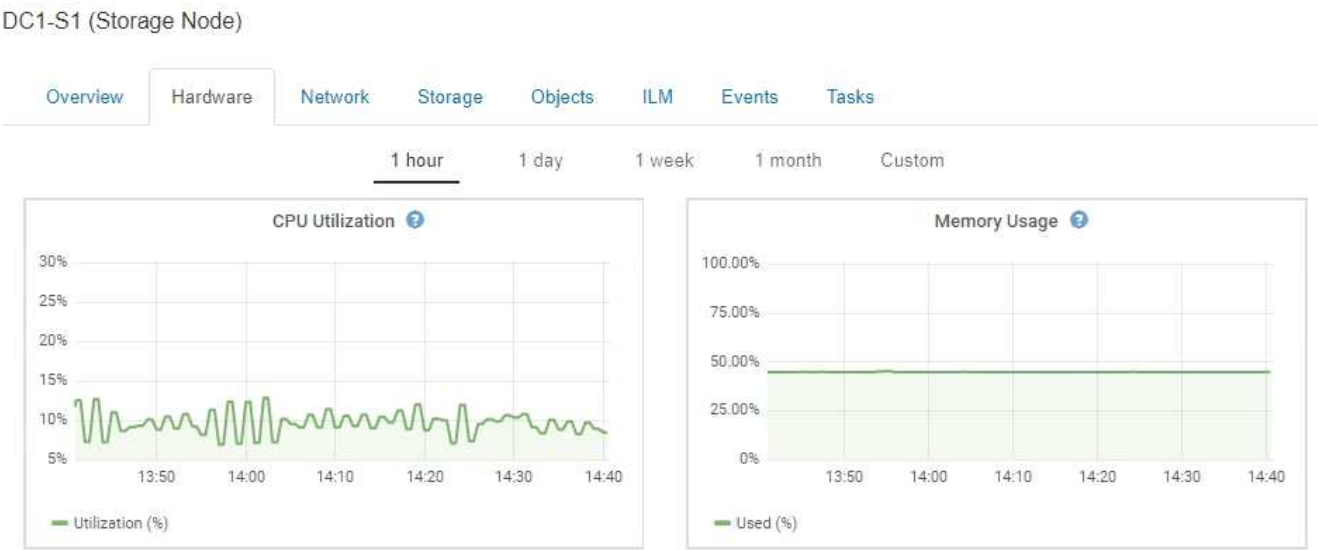 DC1-S1 (Storage Node)
Overview Hardware Network Storage Objects ILM Events Tasks
1 hour 1 day 1 week 1 month Custom
CPU Utilization ?
30%
25%
20%
15%
10%
5%
13:50 14:00 14:10 14:20 14:30 14:40
Utilization (%)
Memory Usage ?
100.00%
75.00%
50.00%
25.00%
0%
13:50 14:00 14:10 14:20 14:30 14:40
Used (%)